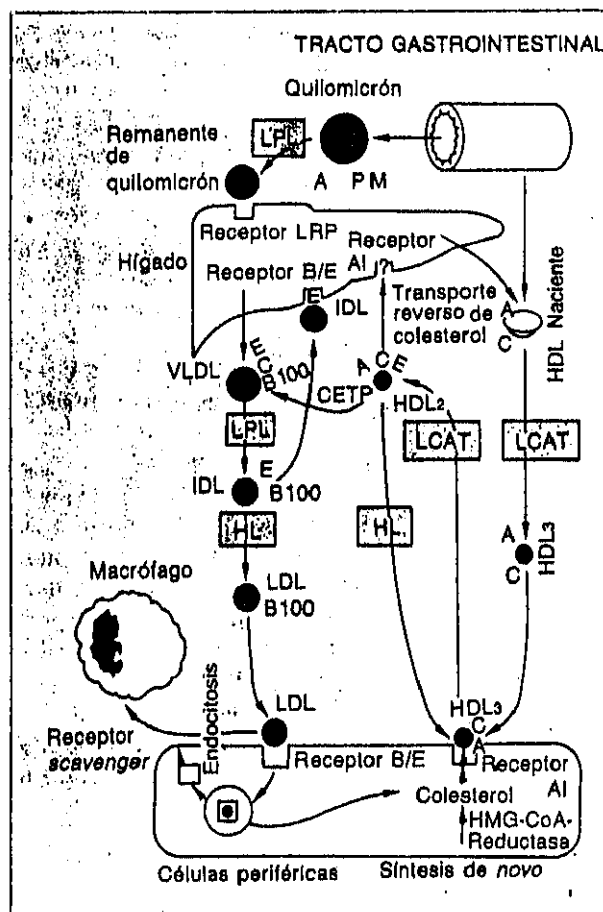 TRACTO GASTROINTESTINAL
Quilomicrón
Remanente
de
quilomicrón
LPL
A PM
Receptor LRP
Hígado
Receptor
AI
?
Receptor B/E
E
IDL
Transporte
reverso de
colesterol
A
C
HDL Naciente
VLDL
E
C
B100
CETP
A C E
HDL2
LPL
LCAT
LCAT
E
IDL
B100
HL
HL
A
C
HDL3
Macrófago
LDL
B100
LDL
HDL3
C
A
Receptor
scavenger
Endocitosis
Receptor B/E
Receptor
AI
Colesterol
HMG-CoA-
Reductasa
Células periféricas
Síntesis de novo